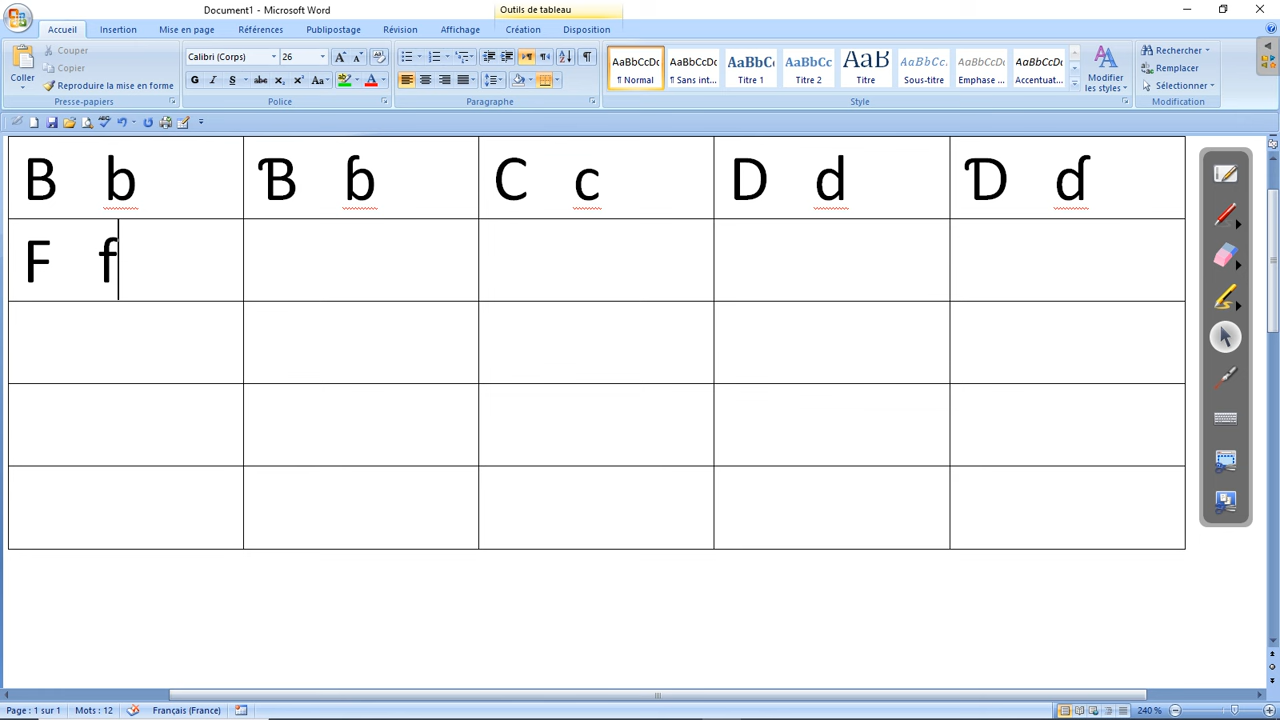 Document1 - Microsoft Word Outils de tableau
Accueil Insertion Mise en page Références Publipostage Révision Affichage Création Disposition
Coller
Couper
Copier
Reproduire la mise en forme
Presse-papiers
Calibri (Corps) 26
G I S abc x₂ x² Aa
Police
Paragraphe
AaBbCcDc AaBbCcDc AaBbCc AaBbCc AaB AaBbCc. AaBbCcDc AaBbCcDc
¶ Normal ¶ Sans int... Titre 1 Titre 2 Titre Sous-titre Emphase ... Accentuat...
Modifier les styles
Style
Rechercher
Remplacer
Sélectionner
Modification
B b Ɓ ɓ C c D d Ɗ ɗ
F f
Page : 1 sur 1 Mots : 12 Français (France) 240 %